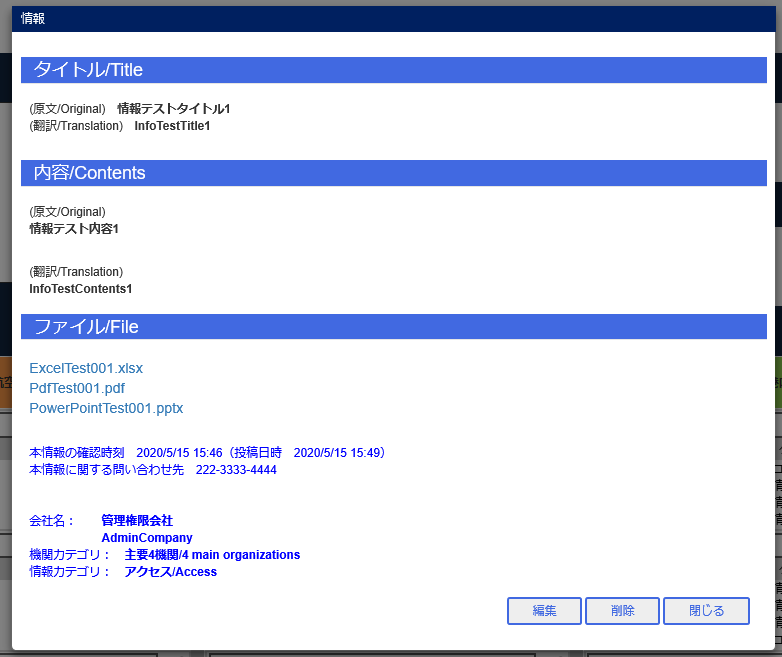 情報
タイトル/Title
(原文/Original) 情報テストタイトル1
(翻訳/Translation) InfoTestTitle1
内容/Contents
(原文/Original)
情報テスト内容1
(翻訳/Translation)
InfoTestContents1
ファイル/File
ExcelTest001.xlsx
PdfTest001.pdf
PowerPointTest001.pptx
本情報の確認時刻 2020/5/15 15:46（投稿日時 2020/5/15 15:49）
本情報に関する問い合わせ先 222-3333-4444
会社名： 管理権限会社
AdminCompany
機関カテゴリ： 主要4機関/4 main organizations
情報カテゴリ： アクセス/Access
編集 削除 閉じる